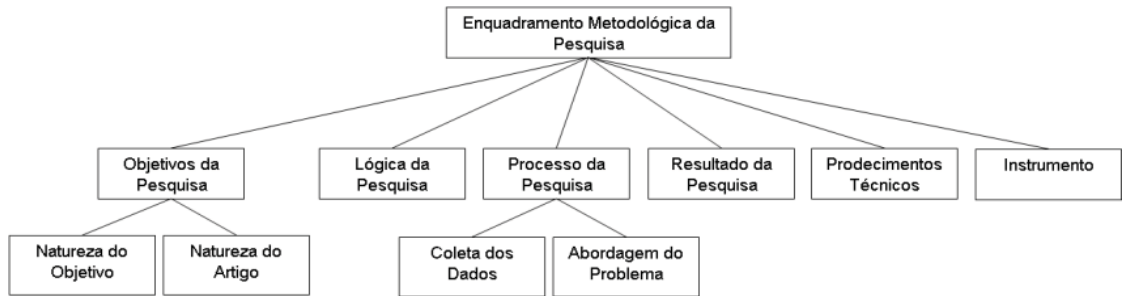 Enquadramento Metodológica da
Pesquisa
Objetivos da
Pesquisa
Lógica da
Pesquisa
Processo da
Pesquisa
Resultado da
Pesquisa
Prodecimentos
Técnicos
Instrumento
Natureza do
Objetivo
Natureza do
Artigo
Coleta dos
Dados
Abordagem do
Problema